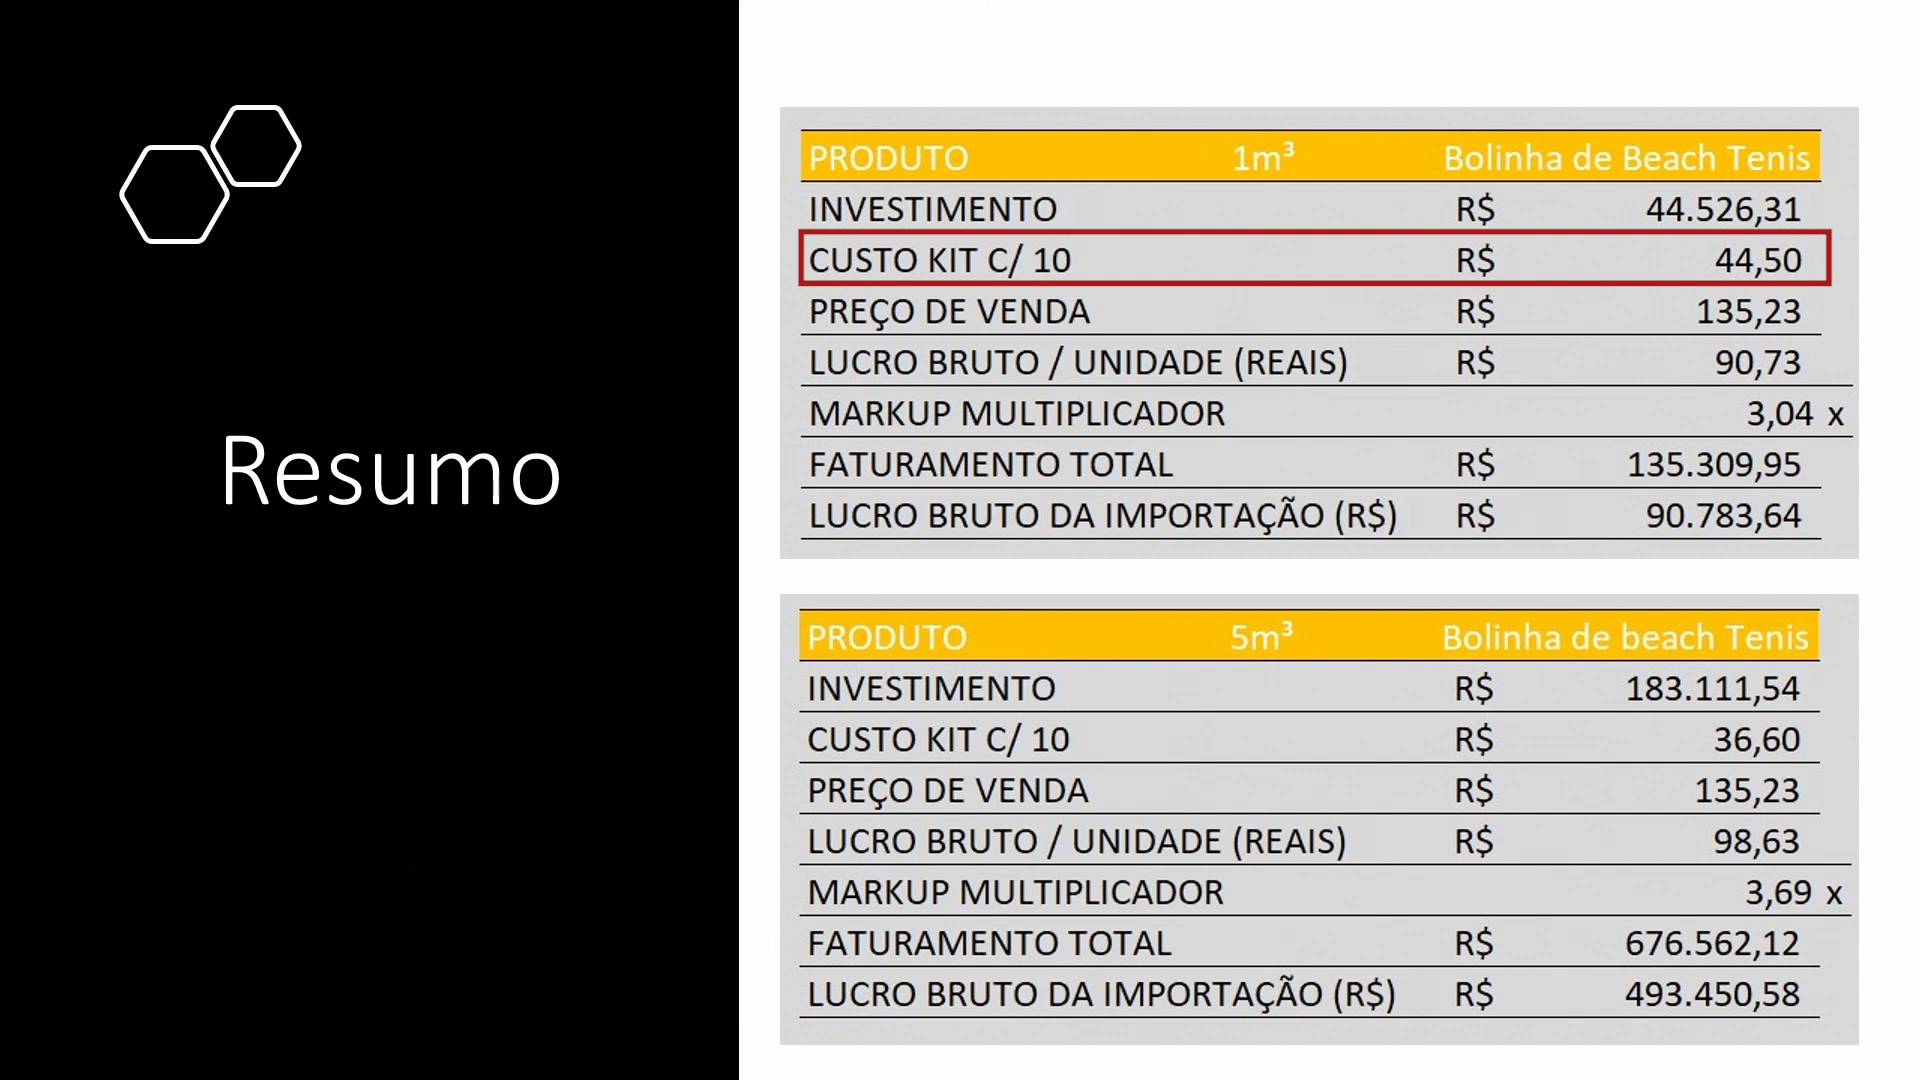 Resumo
PRODUTO 1m³ Bolinha de Beach Tenis
INVESTIMENTO R$ 44.526,31
CUSTO KIT C/ 10 R$ 44,50
PREÇO DE VENDA R$ 135,23
LUCRO BRUTO / UNIDADE (REAIS) R$ 90,73
MARKUP MULTIPLICADOR 3,04 x
FATURAMENTO TOTAL R$ 135.309,95
LUCRO BRUTO DA IMPORTAÇÃO (R$) R$ 90.783,64
PRODUTO 5m³ Bolinha de beach Tenis
INVESTIMENTO R$ 183.111,54
CUSTO KIT C/ 10 R$ 36,60
PREÇO DE VENDA R$ 135,23
LUCRO BRUTO / UNIDADE (REAIS) R$ 98,63
MARKUP MULTIPLICADOR 3,69 x
FATURAMENTO TOTAL R$ 676.562,12
LUCRO BRUTO DA IMPORTAÇÃO (R$) R$ 493.450,58